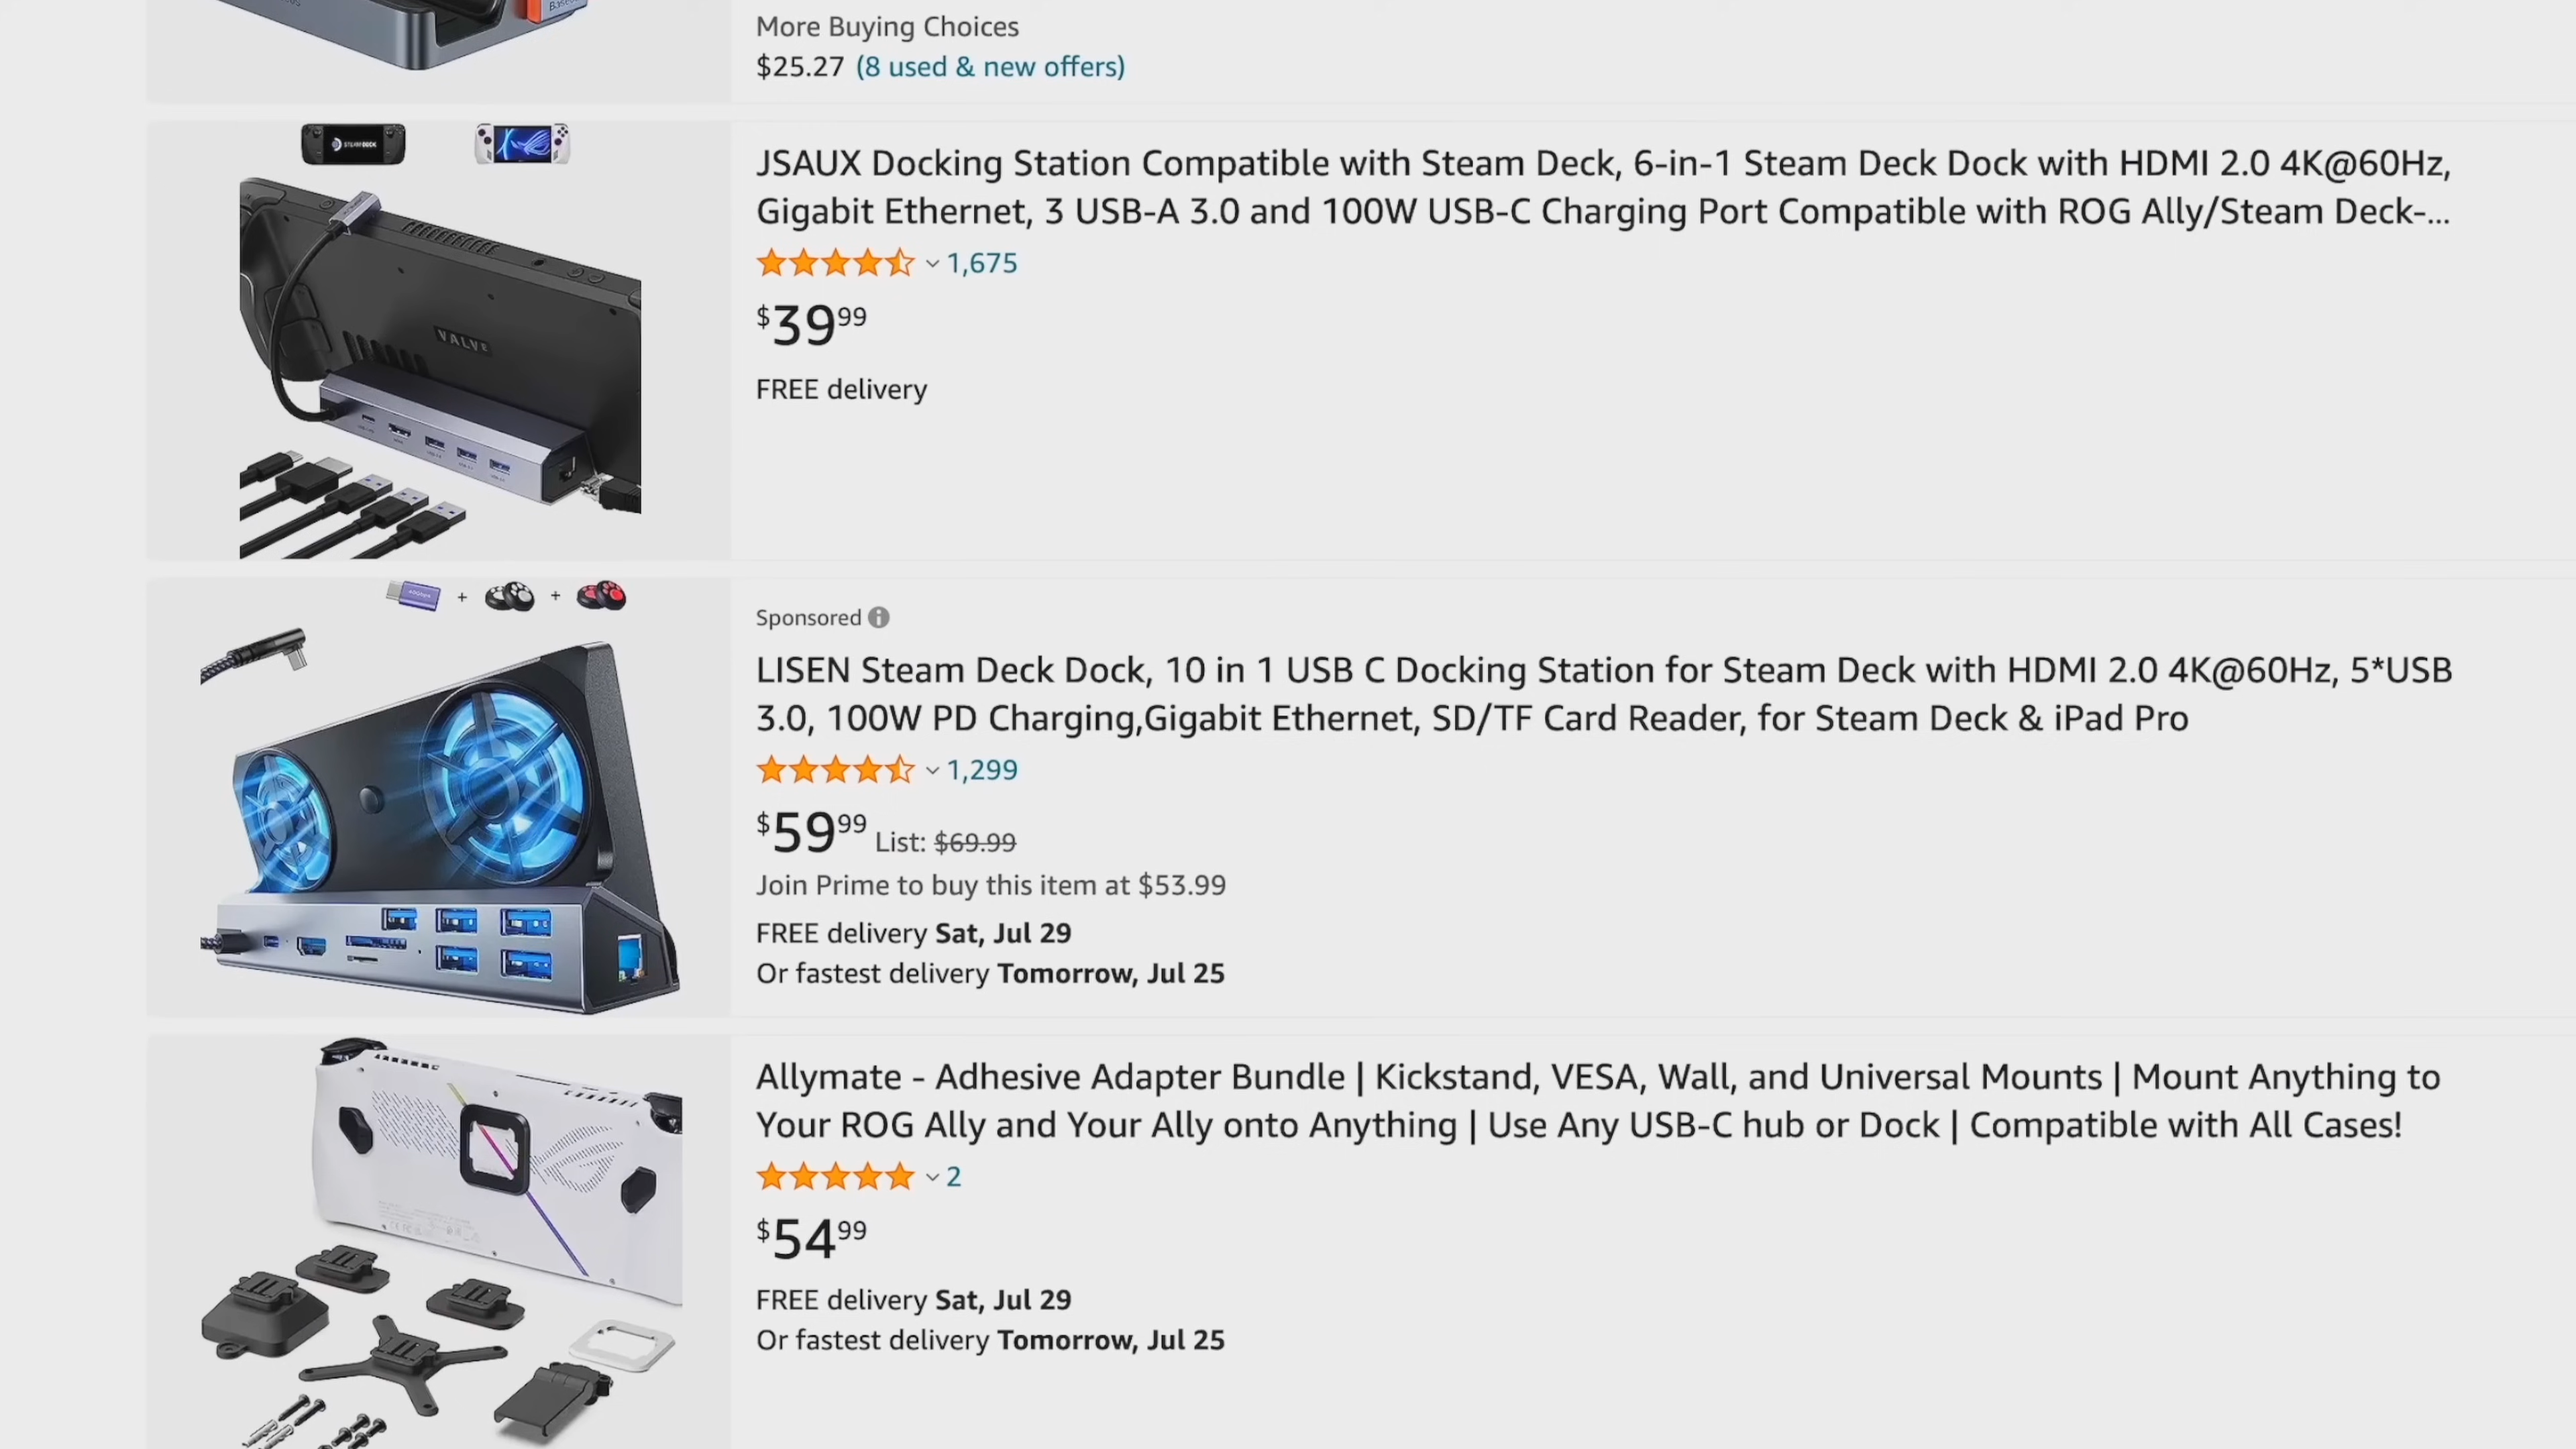 More Buying Choices
$25.27 (8 used & new offers)
STEAM DECK
JSAUX Docking Station Compatible with Steam Deck, 6-in-1 Steam Deck Dock with HDMI 2.0 4K@60Hz,
Gigabit Ethernet, 3 USB-A 3.0 and 100W USB-C Charging Port Compatible with ROG Ally/Steam Deck-...
1,675
$39.99
FREE delivery
VALVE
Sponsored
LISEN Steam Deck Dock, 10 in 1 USB C Docking Station for Steam Deck with HDMI 2.0 4K@60Hz, 5*USB
3.0, 100W PD Charging,Gigabit Ethernet, SD/TF Card Reader, for Steam Deck & iPad Pro
1,299
$59.99 List: $69.99
Join Prime to buy this item at $53.99
FREE delivery Sat, Jul 29
Or fastest delivery Tomorrow, Jul 25
Allymate - Adhesive Adapter Bundle | Kickstand, VESA, Wall, and Universal Mounts | Mount Anything to
Your ROG Ally and Your Ally onto Anything | Use Any USB-C hub or Dock | Compatible with All Cases!
2
$54.99
FREE delivery Sat, Jul 29
Or fastest delivery Tomorrow, Jul 25